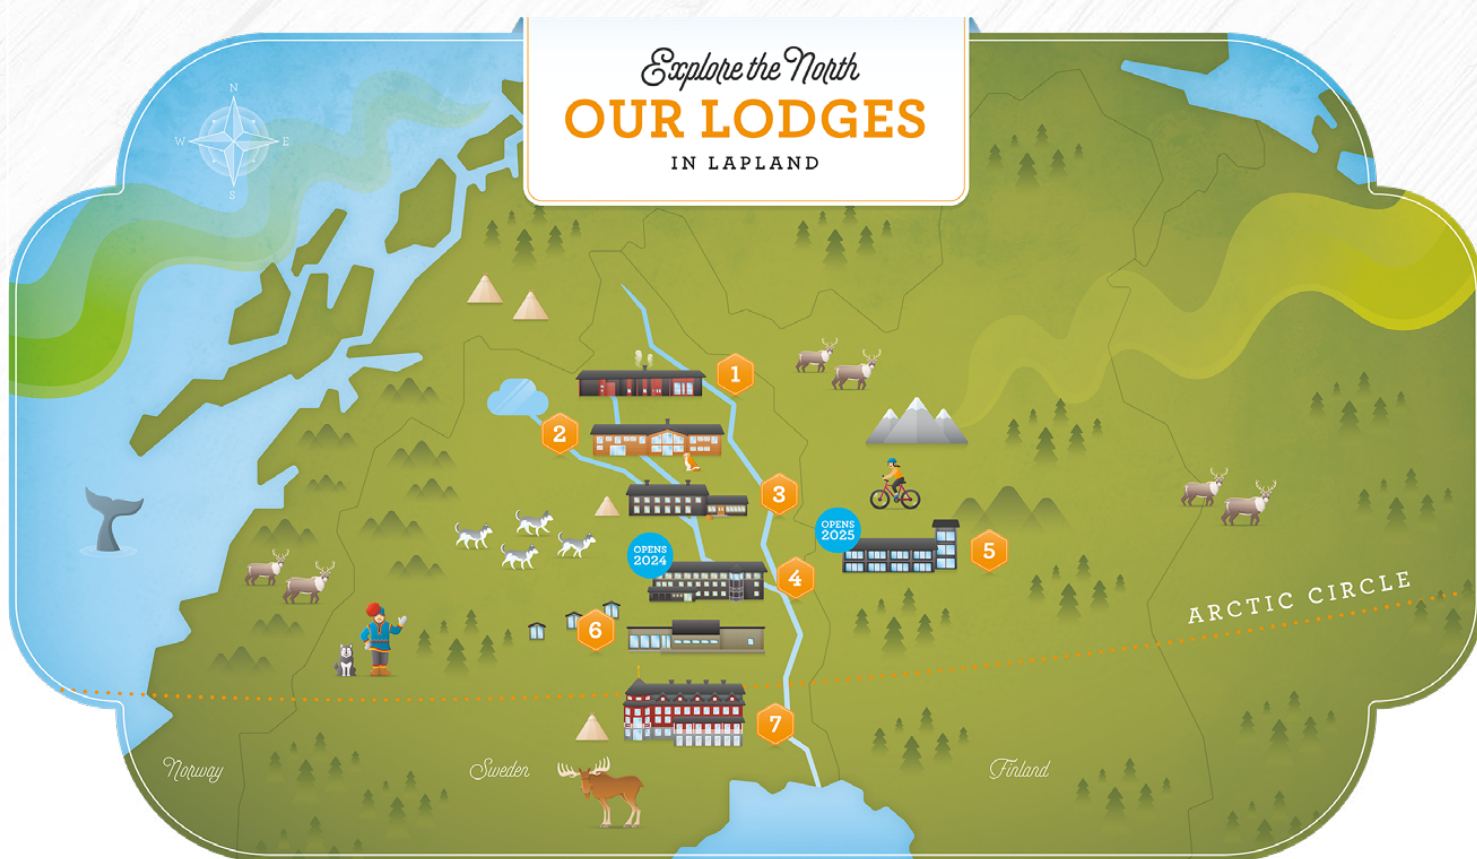 Explore the North
OUR LODGES
IN LAPLAND
N
W E
S
1
2
3
OPENS
2025
5
OPENS
2024
4
6
ARCTIC CIRCLE
7
Norway
Sweden
Finland